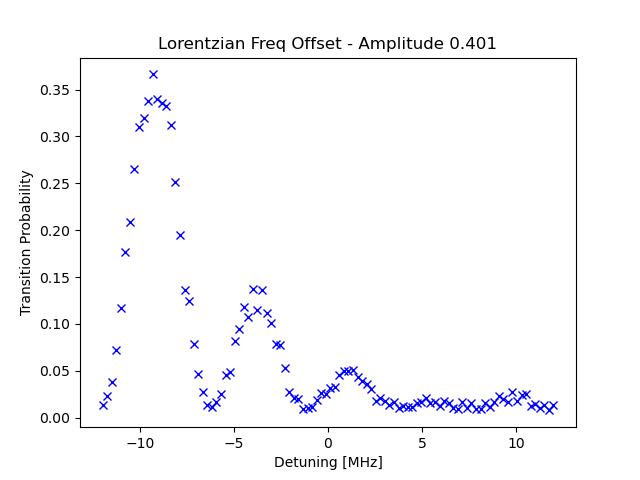 Lorentzian Freq Offset - Amplitude 0.401
Transition Probability
0.35
0.30
0.25
0.20
0.15
0.10
0.05
0.00
−10 −5 0 5 10
Detuning [MHz]